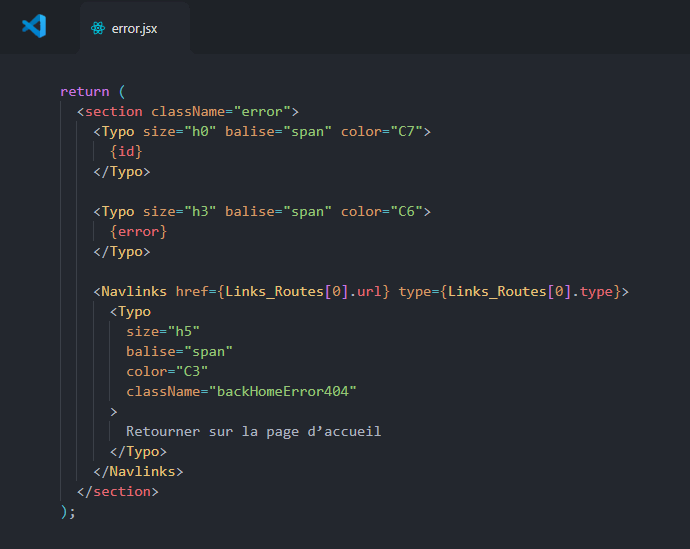 error.jsx
return (
<section className="error">
<Typo size="h0" balise="span" color="C7">
{id}
</Typo>
<Typo size="h3" balise="span" color="C6">
{error}
</Typo>
<Navlinks href={Links_Routes[0].url} type={Links_Routes[0].type}>
<Typo
size="h5"
balise="span"
color="C3"
className="backHomeError404"
>
Retourner sur la page d’accueil
</Typo>
</Navlinks>
</section>
);